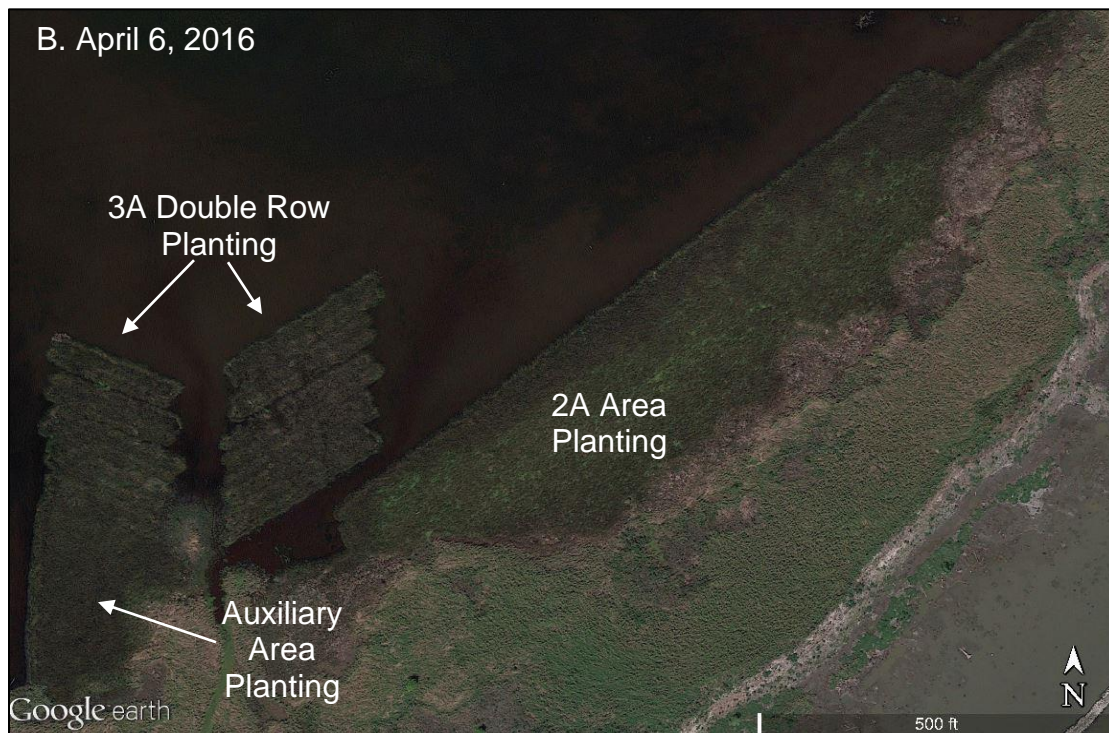 B. April 6, 2016
3A Double Row
Planting
2A Area
Planting
Auxiliary
Area
Planting
Google earth
N
500 ft